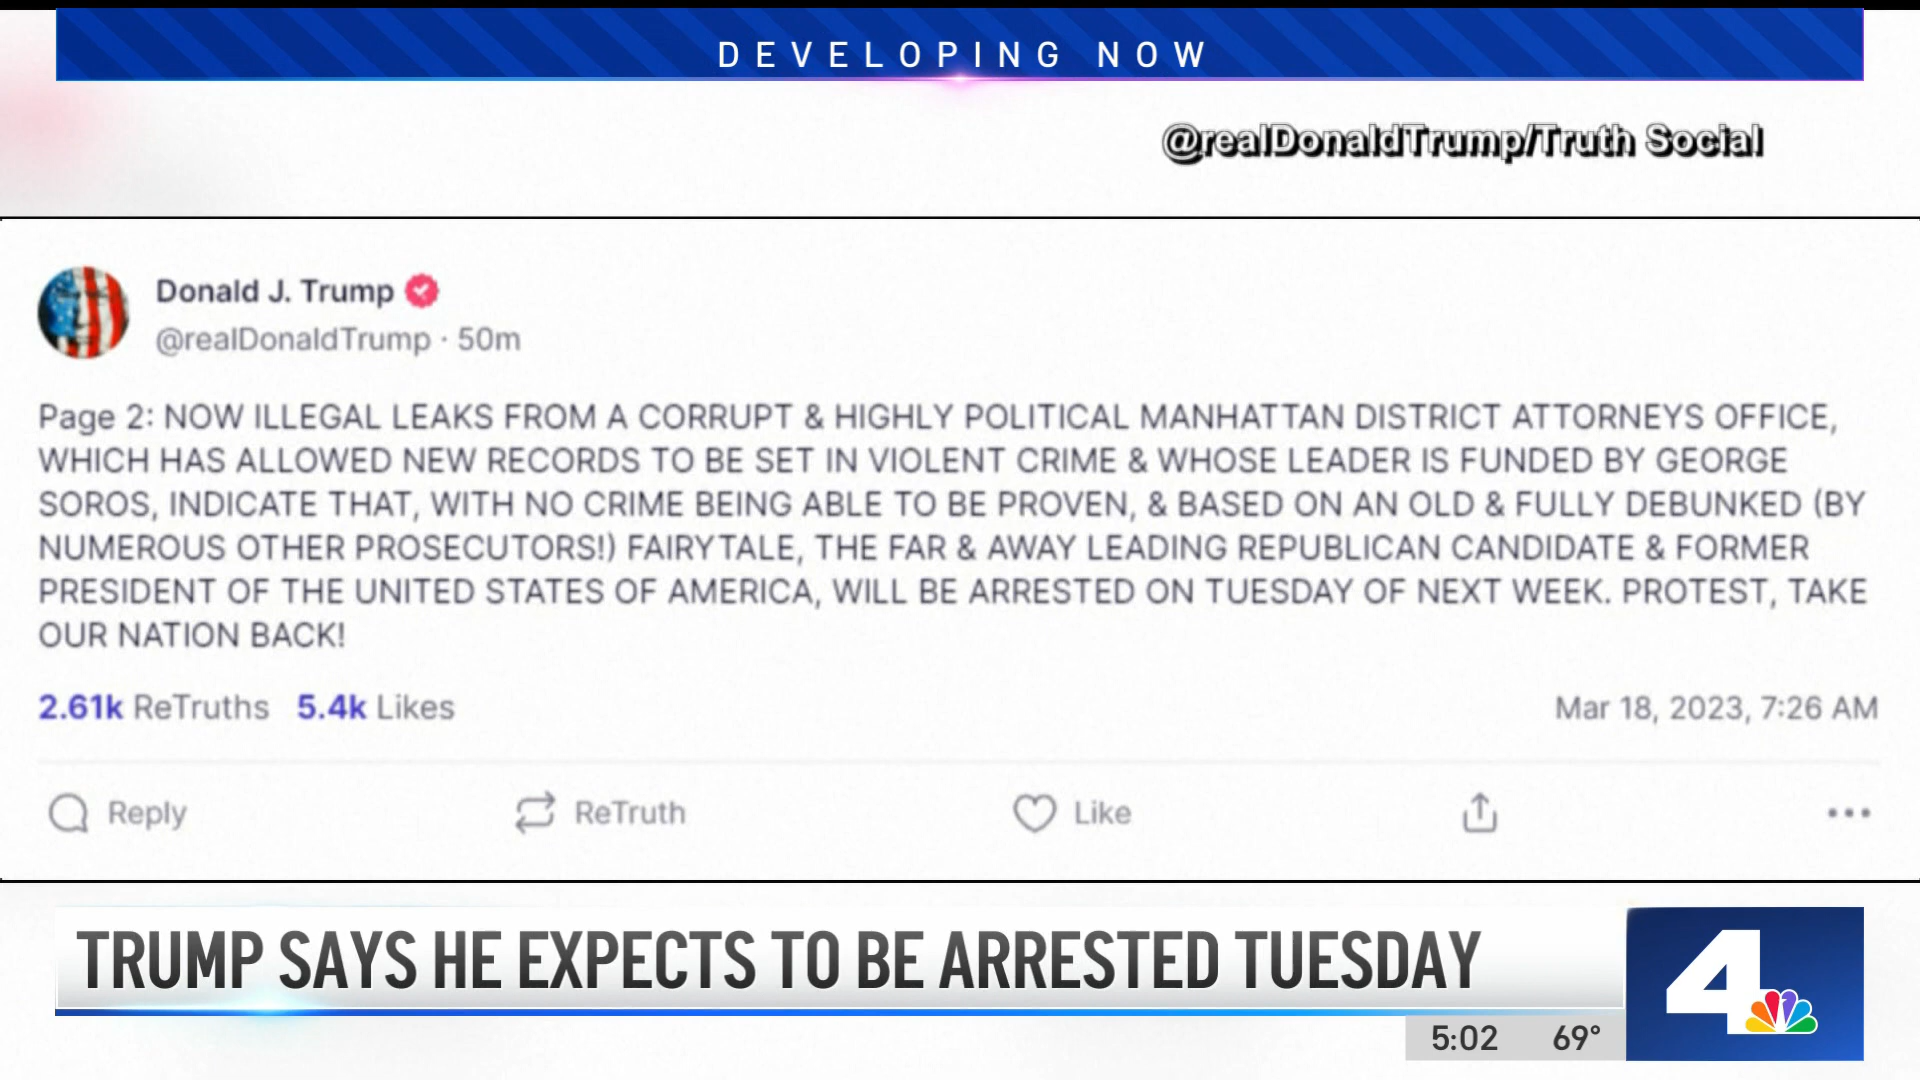 DEVELOPING NOW
@realDonaldTrump/Truth Social
Donald J. Trump
@realDonaldTrump · 50m
Page 2: NOW ILLEGAL LEAKS FROM A CORRUPT & HIGHLY POLITICAL MANHATTAN DISTRICT ATTORNEYS OFFICE,
WHICH HAS ALLOWED NEW RECORDS TO BE SET IN VIOLENT CRIME & WHOSE LEADER IS FUNDED BY GEORGE
SOROS, INDICATE THAT, WITH NO CRIME BEING ABLE TO BE PROVEN, & BASED ON AN OLD & FULLY DEBUNKED (BY
NUMEROUS OTHER PROSECUTORS!) FAIRYTALE, THE FAR & AWAY LEADING REPUBLICAN CANDIDATE & FORMER
PRESIDENT OF THE UNITED STATES OF AMERICA, WILL BE ARRESTED ON TUESDAY OF NEXT WEEK. PROTEST, TAKE
OUR NATION BACK!
2.61k ReTruths 5.4k Likes
Mar 18, 2023, 7:26 AM
Reply ReTruth Like
TRUMP SAYS HE EXPECTS TO BE ARRESTED TUESDAY
4
5:02 69°